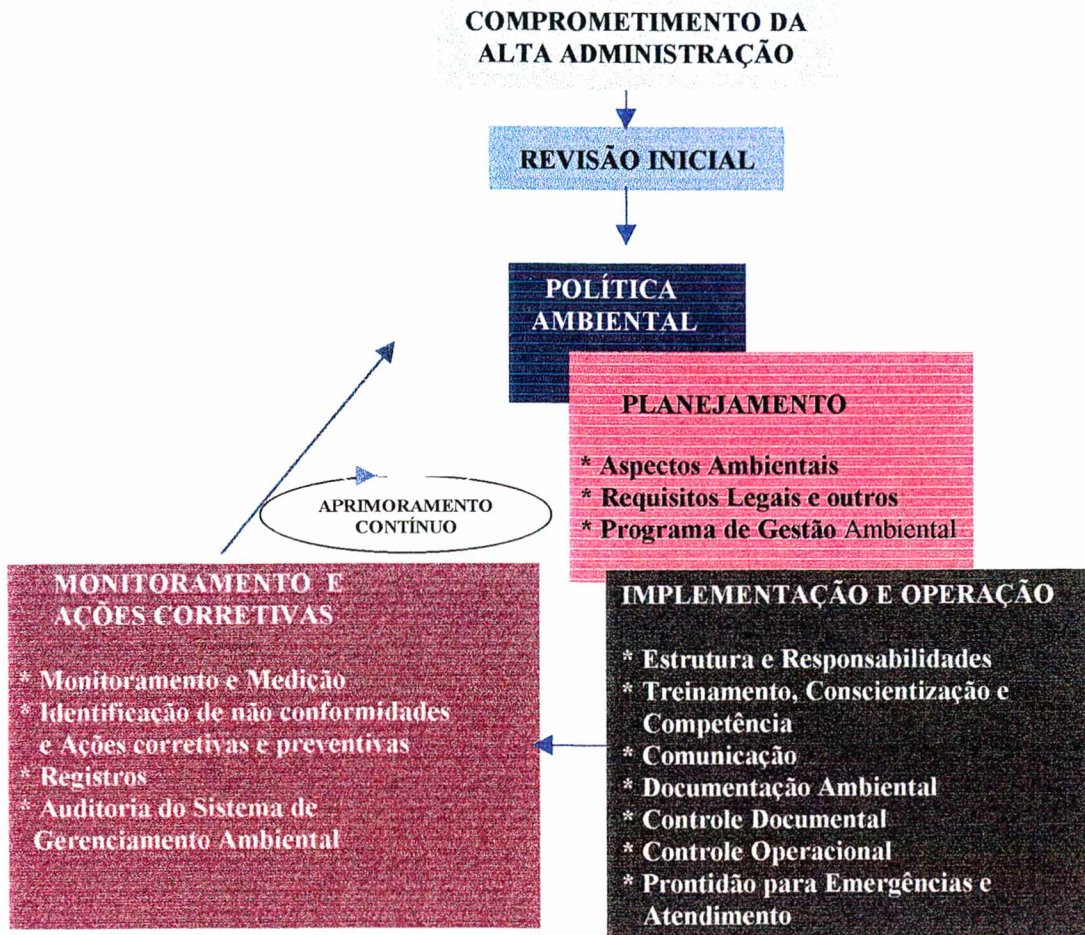 COMPROMETIMENTO DA
ALTA ADMINISTRAÇÃO
REVISÃO INICIAL
POLÍTICA
AMBIENTAL
PLANEJAMENTO
* Aspectos Ambientais
* Requisitos Legais e outros
* Programa de Gestão Ambiental
APRIMORAMENTO
CONTÍNUO
IMPLEMENTAÇÃO E OPERAÇÃO
* Estrutura e Responsabilidades
* Treinamento, Conscientização e
Competência
* Comunicação
* Documentação Ambiental
* Controle Documental
* Controle Operacional
* Prontidão para Emergências e
Atendimento
MONITORAMENTO E
AÇÕES CORRETIVAS
* Monitoramento e Medição
* Identificação de não conformidades
e Ações corretivas e preventivas
* Registros
* Auditoria do Sistema de
Gerenciamento Ambiental